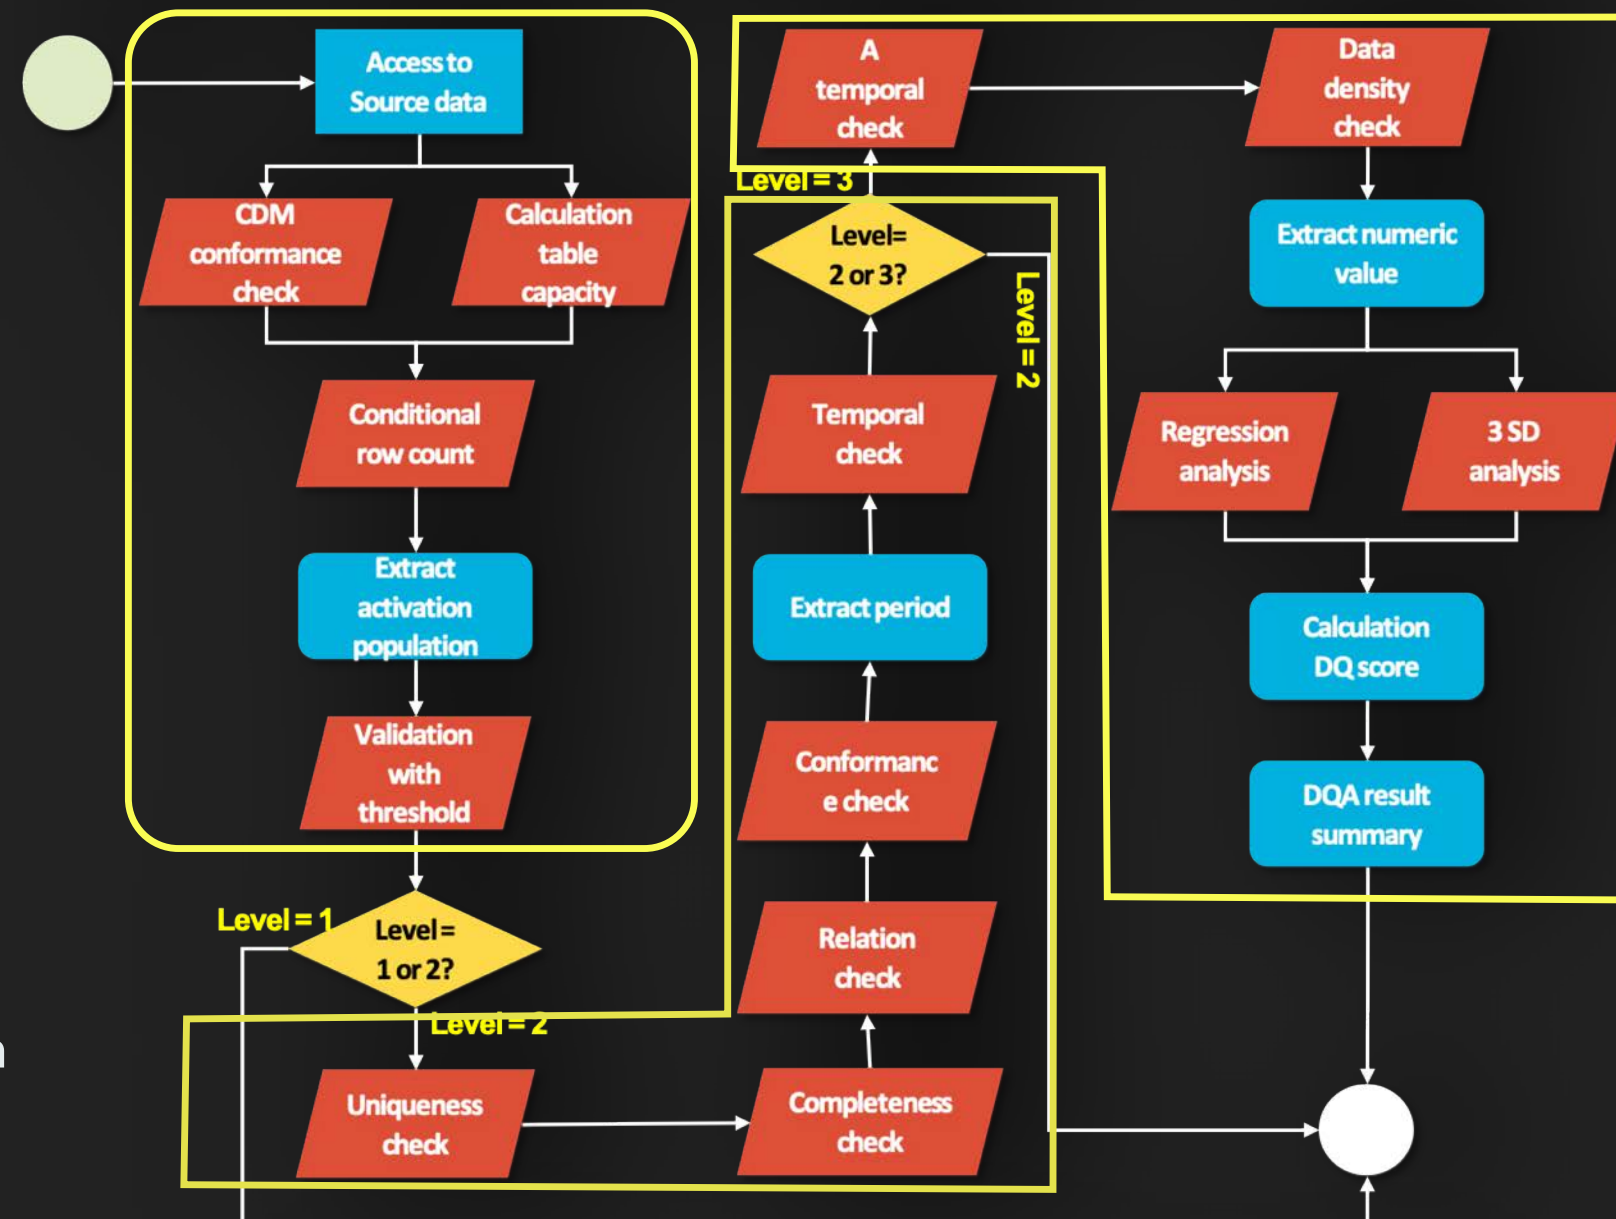 Access to
Source data
CDM
conformance
check
Calculation
table
capacity
Conditional
row count
Extract
activation
population
Validation
with
threshold
Level = 1
Level =
1 or 2?
Level = 2
Uniqueness
check
Completeness
check
Relation
check
Conformanc
e check
Extract period
Temporal
check
Level=
2 or 3?
Level = 2
Level = 3
A
temporal
check
Data
density
check
Extract numeric
value
Regression
analysis
3 SD
analysis
Calculation
DQ score
DQA result
summary